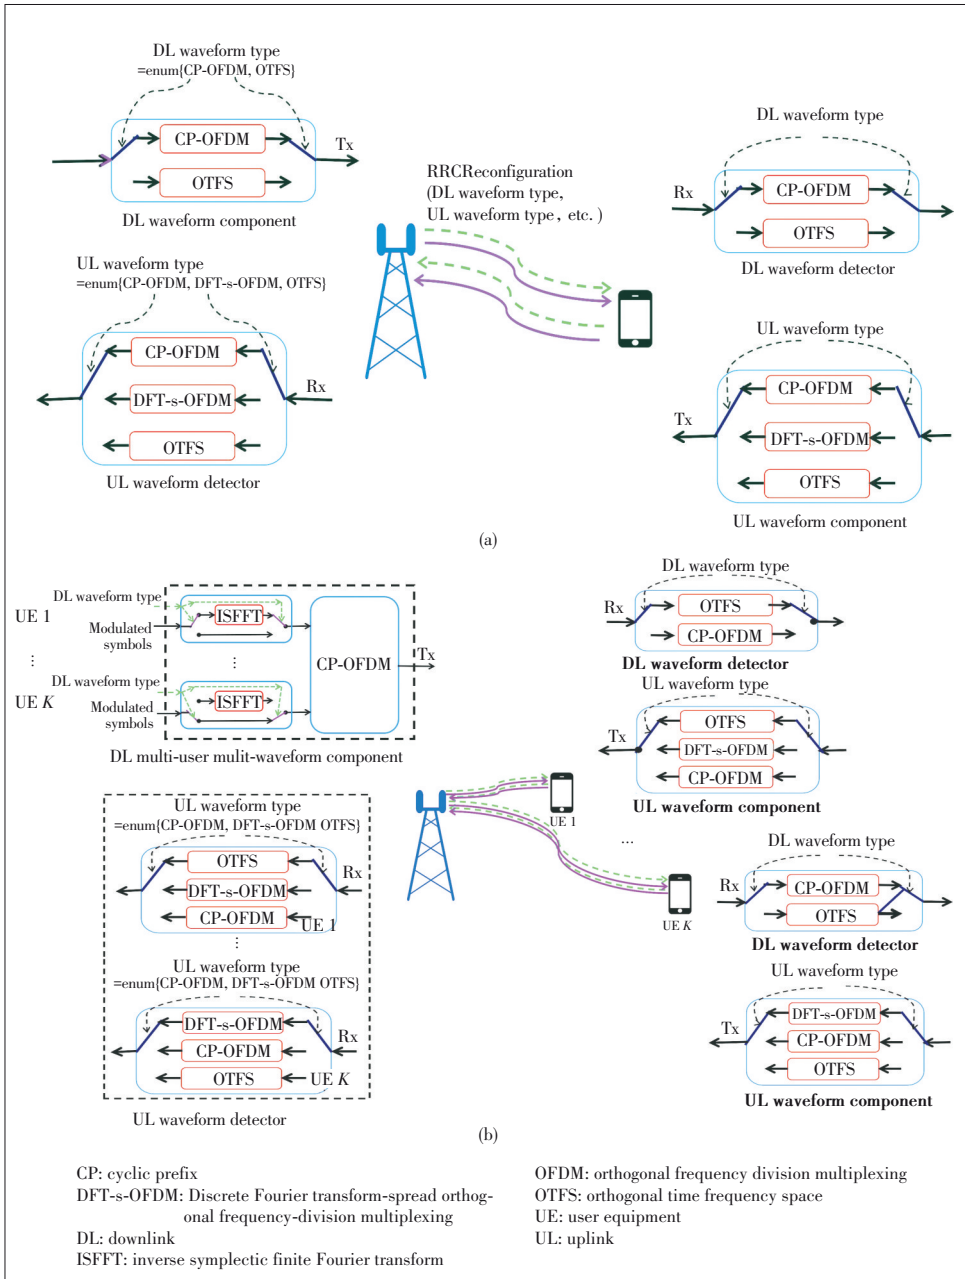 DL waveform type
=enum{CP-OFDM, OTFS}
CP-OFDM
Tx
OTFS
DL waveform component
UL waveform type
=enum{CP-OFDM, DFT-s-OFDM, OTFS}
CP-OFDM
DFT-s-OFDM
Rx
OTFS
UL waveform detector
RRCReconfiguration
(DL waveform type,
UL waveform type, etc.)
DL waveform type
Rx
CP-OFDM
OTFS
DL waveform detector
UL waveform type
CP-OFDM
Tx
DFT-s-OFDM
OTFS
UL waveform component
(a)
DL waveform type
UE 1
ISFFT
Modulated
symbols
⋮
⋮
CP-OFDM
Tx
DL waveform type
UE K
ISFFT
Modulated
symbols
DL multi-user mulit-waveform component
UL waveform type
=enum{CP-OFDM, DFT-s-OFDM OTFS}
OTFS
Rx
DFT-s-OFDM
CP-OFDM
UE 1
⋮
UL waveform type
=enum{CP-OFDM, DFT-s-OFDM OTFS}
DFT-s-OFDM
Rx
CP-OFDM
OTFS
UE K
UL waveform detector
UE 1
...
UE K
DL waveform type
Rx
OTFS
CP-OFDM
DL waveform detector
UL waveform type
OTFS
Tx
DFT-s-OFDM
CP-OFDM
UL waveform component
DL waveform type
Rx
CP-OFDM
OTFS
DL waveform detector
UL waveform type
DFT-s-OFDM
Tx
CP-OFDM
OTFS
UL waveform component
(b)
CP: cyclic prefix
DFT-s-OFDM: Discrete Fourier transform-spread orthog-
onal frequency-division multiplexing
DL: downlink
ISFFT: inverse symplectic finite Fourier transform
OFDM: orthogonal frequency division multiplexing
OTFS: orthogonal time frequency space
UE: user equipment
UL: uplink